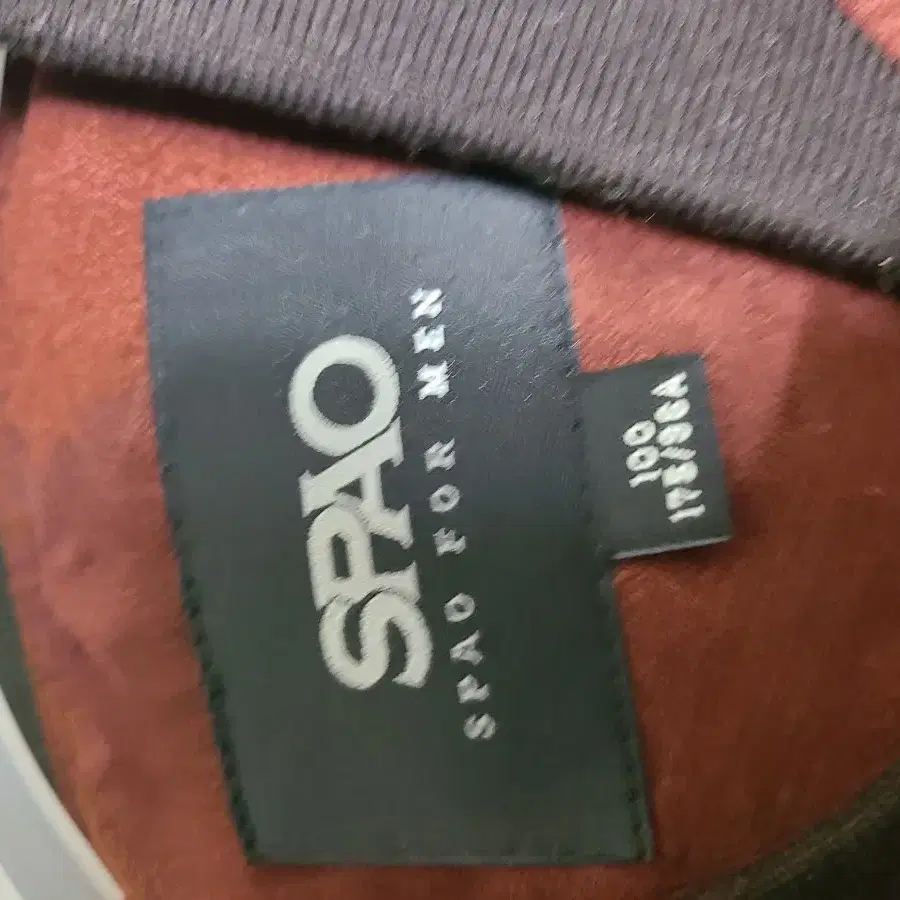 SPAO
SPAO FOR MEN
100
175/96A